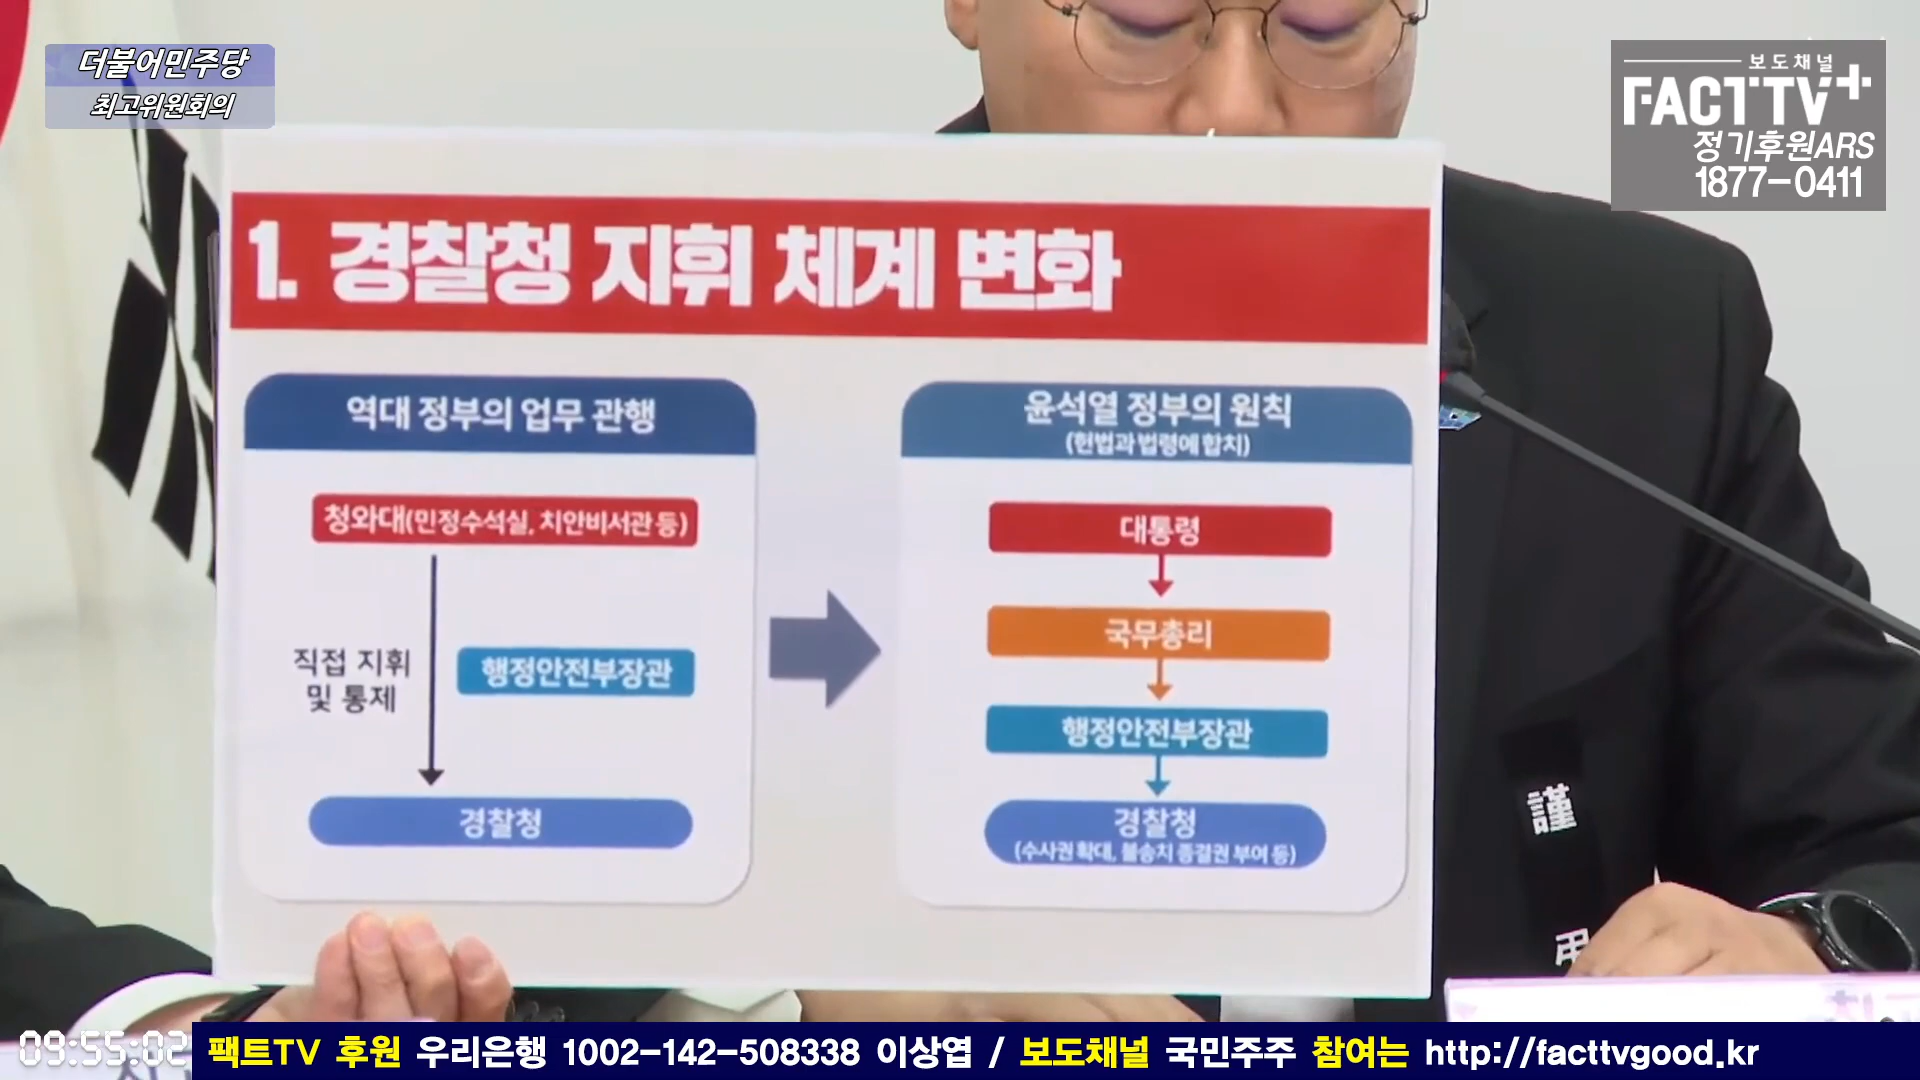 더불어민주당
최고위원회의
보도채널
FACTTV+
정기후원ARS
1877-0411
1. 경찰청 지휘 체계 변화
역대 정부의 업무 관행
청와대(민정수석실, 치안비서관 등)
직접 지휘
및 통제
행정안전부장관
경찰청
윤석열 정부의 원칙
(헌법과 법령에 합치)
대통령
국무총리
행정안전부장관
경찰청
(수사권 확대, 불송치 종결권 부여 등)
謹
弔
09:55:02
팩트TV 후원 우리은행 1002-142-508338 이상엽 / 보도채널 국민주주 참여는 http://facttvgood.kr